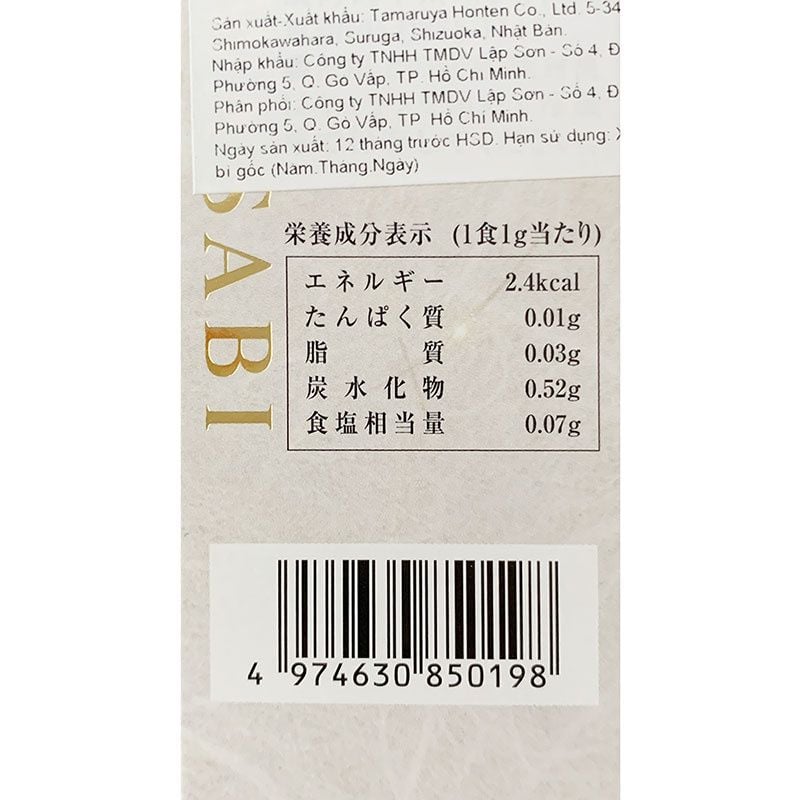 Sản xuất-Xuất khẩu: Tamaruya Honten Co., Ltd. 5-34
Shimokawahara, Suruga, Shizuoka, Nhật Bản.
Nhập khẩu: Công ty TNHH TMDV Lập Sơn - Số 4, Đ
Phường 5, Q. Gò Vấp, TP. Hồ Chí Minh.
Phân phối: Công ty TNHH TMDV Lập Sơn - Số 4, Đ
Phường 5, Q. Gò Vấp, TP Hồ Chí Minh.
Ngày sản xuất: 12 tháng trước HSD. Hạn sử dụng: X
bì gốc (Năm.Tháng.Ngày)
SABI
栄養成分表示 (1食1g当たり)
エネルギー 2.4kcal
たんぱく質 0.01g
脂質 0.03g
炭水化物 0.52g
食塩相当量 0.07g
4 974630 850198